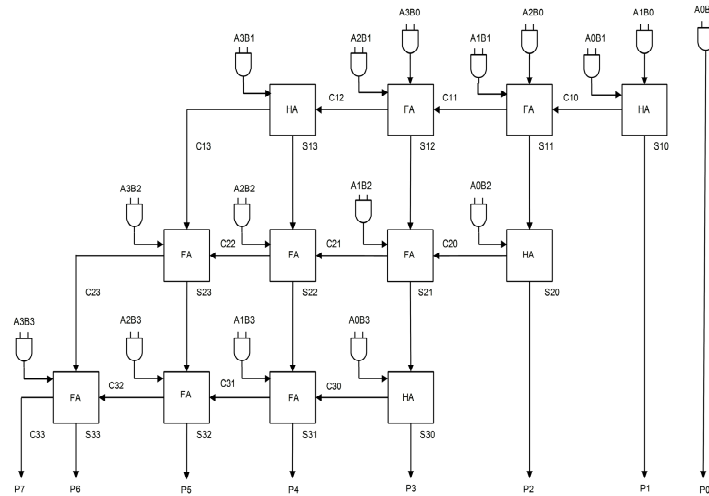 A3B0 A2B0 A1B0 A0B
A3B1 A2B1 A1B1 A0B1
C12 C11 C10
HA FA FA HA
C13 S13 S12 S11 S10
A3B2 A2B2 A1B2 A0B2
C22 C21 C20
FA FA FA HA
C23 S23 S22 S21 S20
A3B3 A2B3 A1B3 A0B3
C32 C31 C30
FA FA FA HA
C33 S33 S32 S31 S30
P7 P6 P5 P4 P3 P2 P1 P0